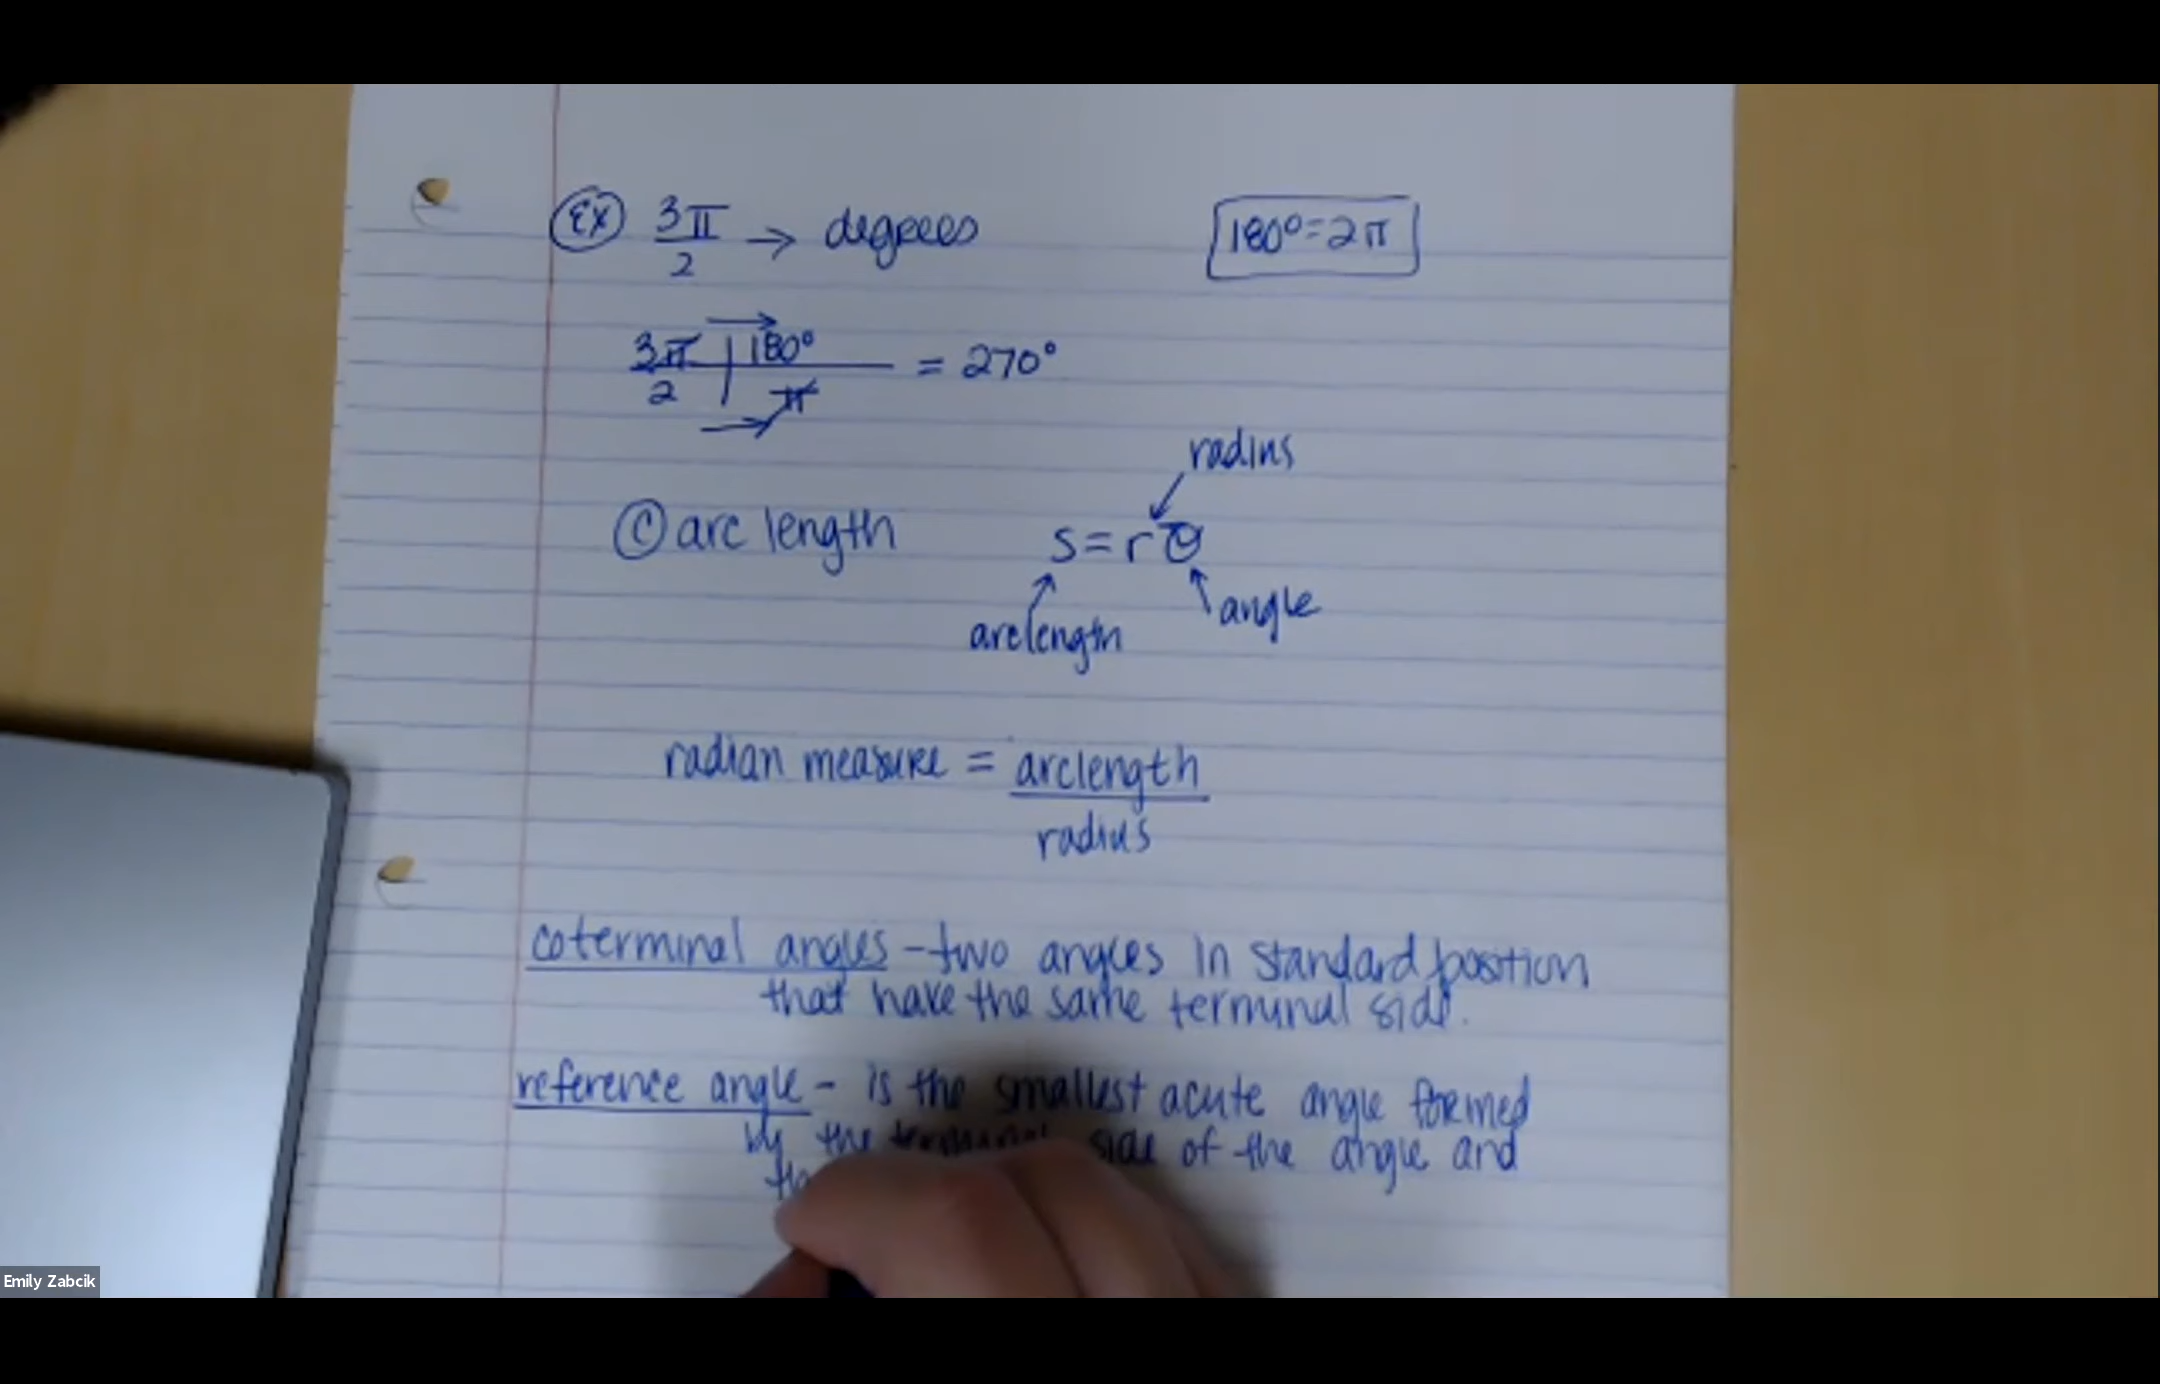 Ex 3π/2 → degrees
180° = 2π
3π/2 | 180°/π = 270°
radius
© arc length s = rθ
angle
arclength
radian measure = arclength
radius
coterminal angles - two angles in standard position
that have the same terminal side.
reference angle - is the smallest acute angle formed
by the terminal side of the angle and
Emily Zabcik